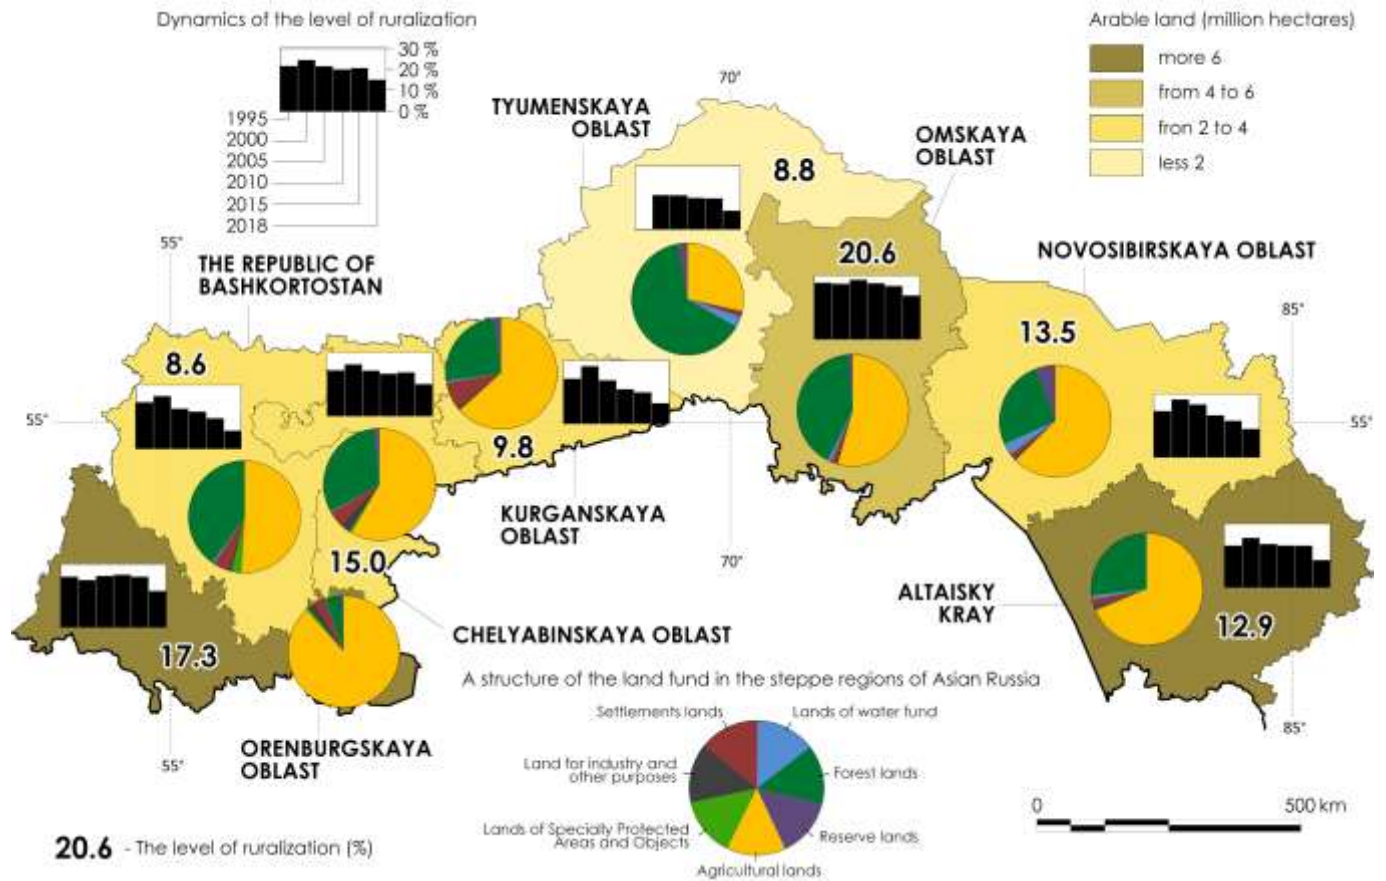 Dynamics of the level of ruralization
30 %
20 %
10 %
0 %
1995
2000
2005
2010
2015
2018
Arable land (million hectares)
more 6
from 4 to 6
fron 2 to 4
less 2
70°
TYUMENSKAYA
OBLAST
8.8
OMSKAYA
OBLAST
55°
THE REPUBLIC OF
BASHKORTOSTAN
20.6
NOVOSIBIRSKAYA OBLAST
85°
8.6
13.5
55°
55°
9.8
KURGANSKAYA
OBLAST
15.0
70°
ALTAISKY
KRAY
12.9
CHELYABINSKAYA OBLAST
17.3
A structure of the land fund in the steppe regions of Asian Russia
Settlements lands
Lands of water fund
85°
ORENBURGSKAYA
OBLAST
55°
Land for industry and
other purposes
Forest lands
0
500 km
Lands of Specially Protected
Areas and Objects
Reserve lands
Agricultural lands
20.6 - The level of ruralization (%)